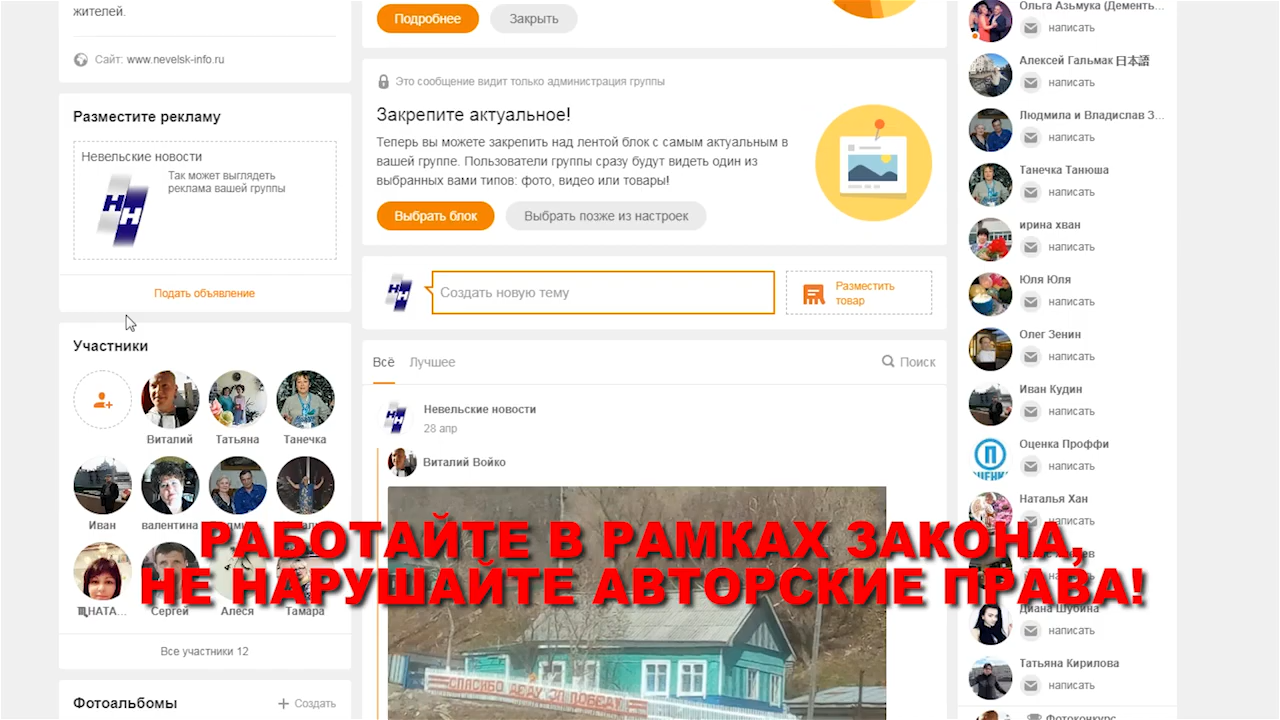 жителей.
Сайт: www.nevelsk-info.ru
Разместите рекламу
Невельские новости
Так может выглядеть
реклама вашей группы
НН
Подать объявление
Участники
Виталий
Татьяна
Танечка
Иван
валентина
Сергей
Алеся
Тамара
Все участники 12
Фотоальбомы
Создать
Подробнее
Закрыть
Это сообщение видит только администрация группы
Закрепите актуальное!
Теперь вы можете закрепить над лентой блок с самым актуальным в
вашей группе. Пользователи группы сразу будут видеть один из
выбранных вами типов: фото, видео или товары!
Выбрать блок
Выбрать позже из настроек
НН
Создать новую тему
Разместить
товар
Всё
Лучшее
Поиск
НН
Невельские новости
28 апр
Виталий Войко
СПАСИБО ДЕДУ ЗА ПОБЕДУ
РАБОТАЙТЕ В РАМКАХ ЗАКОНА,
НЕ НАРУШАЙТЕ АВТОРСКИЕ ПРАВА!
Ольга Азьмука (Дементь...
написать
Алексей Гальмак 日本語
написать
Людмила и Владислав З...
написать
Танечка Танюша
написать
ирина хван
написать
Юля Юля
написать
Олег Зенин
написать
Иван Кудин
написать
Оценка Проффи
написать
Наталья Хан
написать
Диана Шубина
написать
Татьяна Кирилова
написать
Фотоконкурс